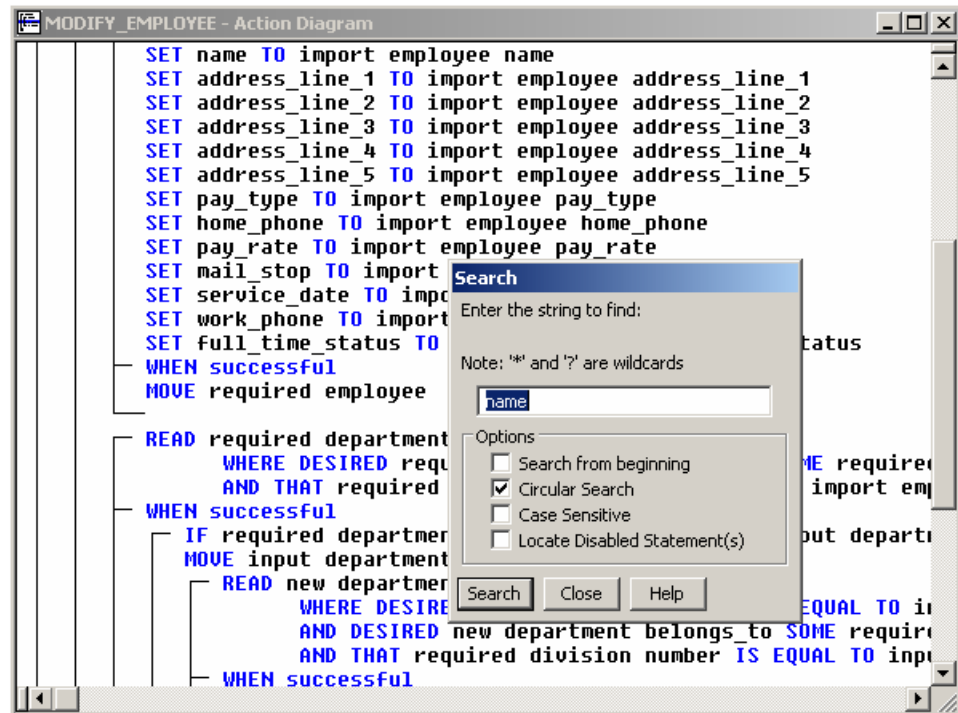 MODIFY_EMPLOYEE - Action Diagram
SET name TO import employee name
SET address_line_1 TO import employee address_line_1
SET address_line_2 TO import employee address_line_2
SET address_line_3 TO import employee address_line_3
SET address_line_4 TO import employee address_line_4
SET address_line_5 TO import employee address_line_5
SET pay_type TO import employee pay_type
SET home_phone TO import employee home_phone
SET pay_rate TO import employee pay_rate
SET mail_stop TO import
SET service_date TO impo
SET work_phone TO import
SET full_time_status TO tatus
WHEN successful
MOVE required employee
READ required department
WHERE DESIRED requ ME required
AND THAT required import emp
WHEN successful
IF required departmen out departm
MOVE input department
READ new departmen
WHERE DESIRE EQUAL TO in
AND DESIRED new department belongs_to SOME require
AND THAT required division number IS EQUAL TO inpu
WHEN successful
Search
Enter the string to find:
Note: '*' and '?' are wildcards
name
Options
Search from beginning
Circular Search
Case Sensitive
Locate Disabled Statement(s)
Search Close Help